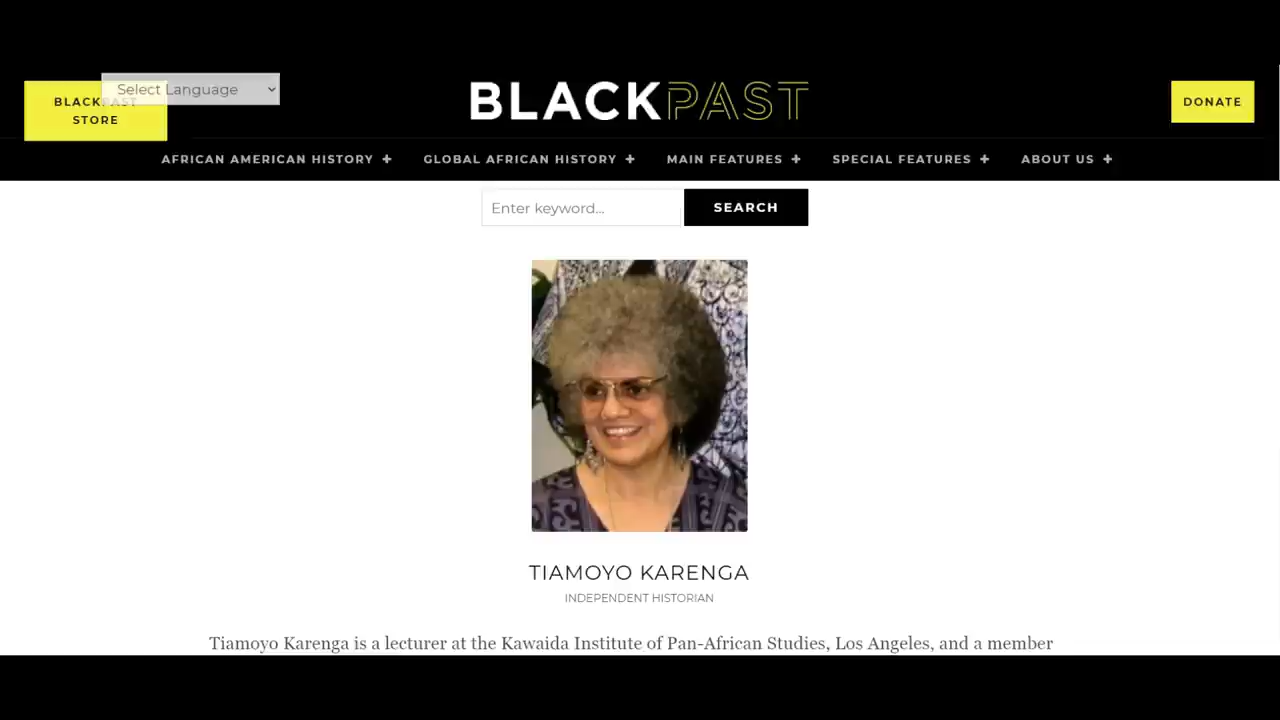 BLACKPAST
STORE
Select Language
BLACKPAST
DONATE
AFRICAN AMERICAN HISTORY +
GLOBAL AFRICAN HISTORY +
MAIN FEATURES +
SPECIAL FEATURES +
ABOUT US +
Enter keyword...
SEARCH
TIAMOYO KARENGA
INDEPENDENT HISTORIAN
Tiamoyo Karenga is a lecturer at the Kawaida Institute of Pan-African Studies, Los Angeles, and a member